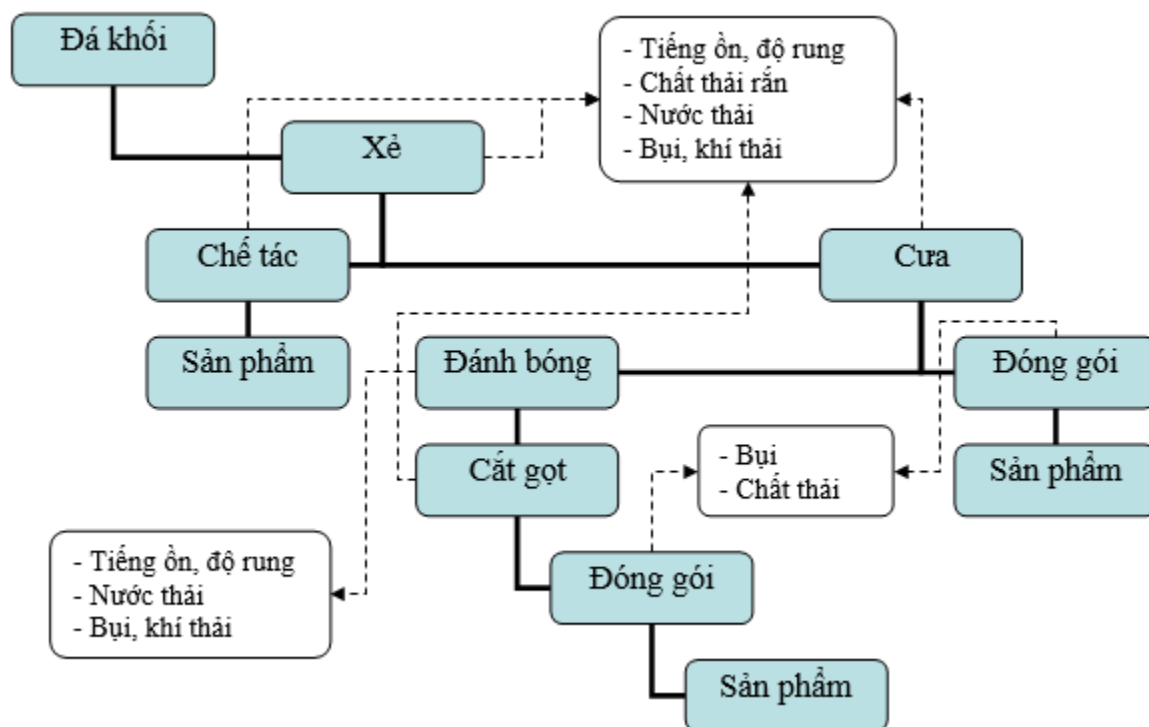 Đá khối
- Tiếng ồn, độ rung
- Chất thải rắn
- Nước thải
- Bụi, khí thải
Xẻ
Chế tác
Cưa
Sản phẩm
Đánh bóng
Đóng gói
Cắt gọt
- Bụi
- Chất thải
Sản phẩm
- Tiếng ồn, độ rung
- Nước thải
- Bụi, khí thải
Đóng gói
Sản phẩm